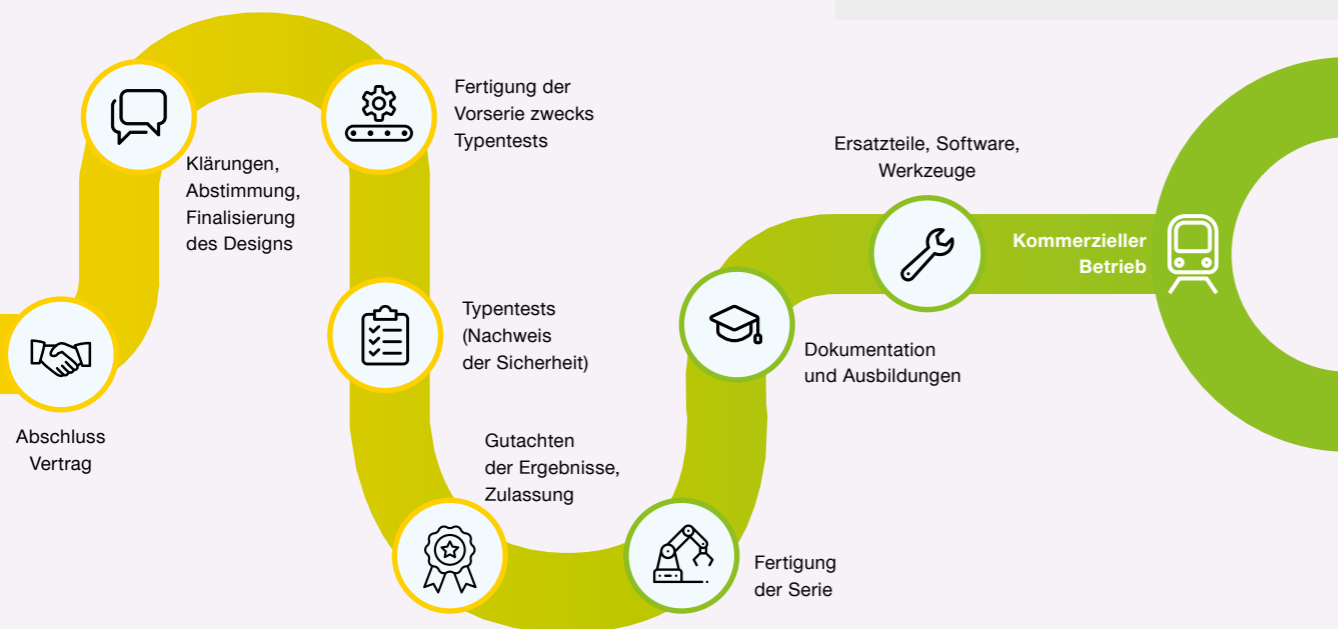 Abschluss
Vertrag
Klärungen,
Abstimmung,
Finalisierung
des Designs
Fertigung der
Vorserie zwecks
Typentests
Typentests
(Nachweis
der Sicherheit)
Gutachten
der Ergebnisse,
Zulassung
Fertigung
der Serie
Dokumentation
und Ausbildungen
Ersatzteile, Software,
Werkzeuge
Kommerzieller
Betrieb